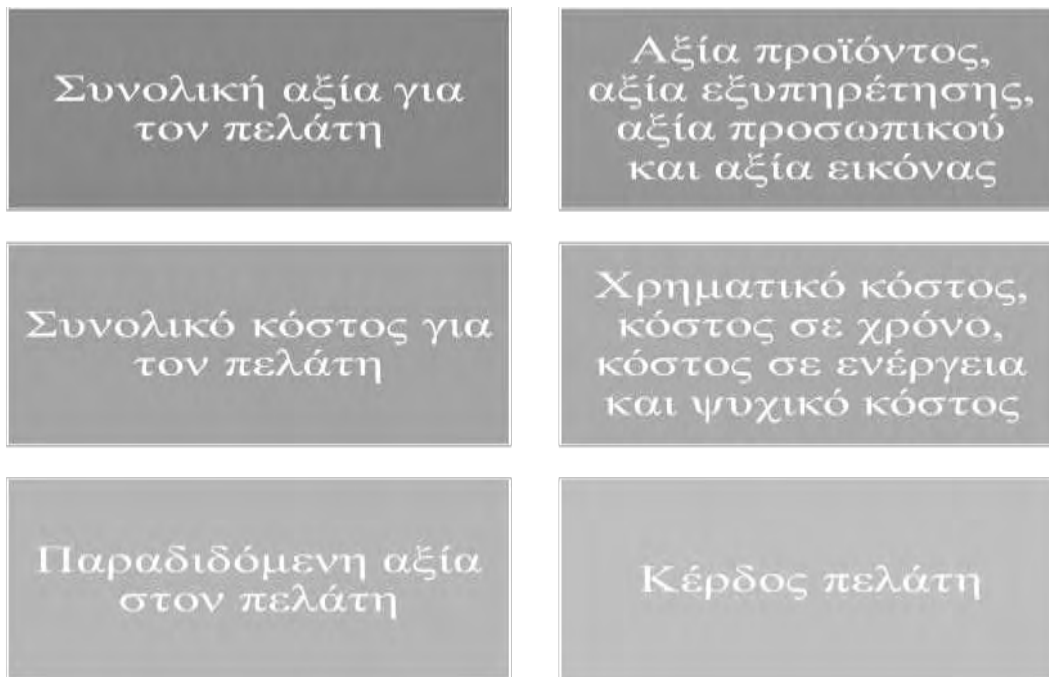 Συνολική αξία για
τον πελάτη
Αξία προϊόντος,
αξία εξυπηρέτησης,
αξία προσωπικού
και αξία εικόνας
Συνολικό κόστος για
τον πελάτη
Χρηματικό κόστος,
κόστος σε χρόνο,
κόστος σε ενέργεια
και ψυχικό κόστος
Παραδιδόμενη αξία
στον πελάτη
Κέρδος πελάτη